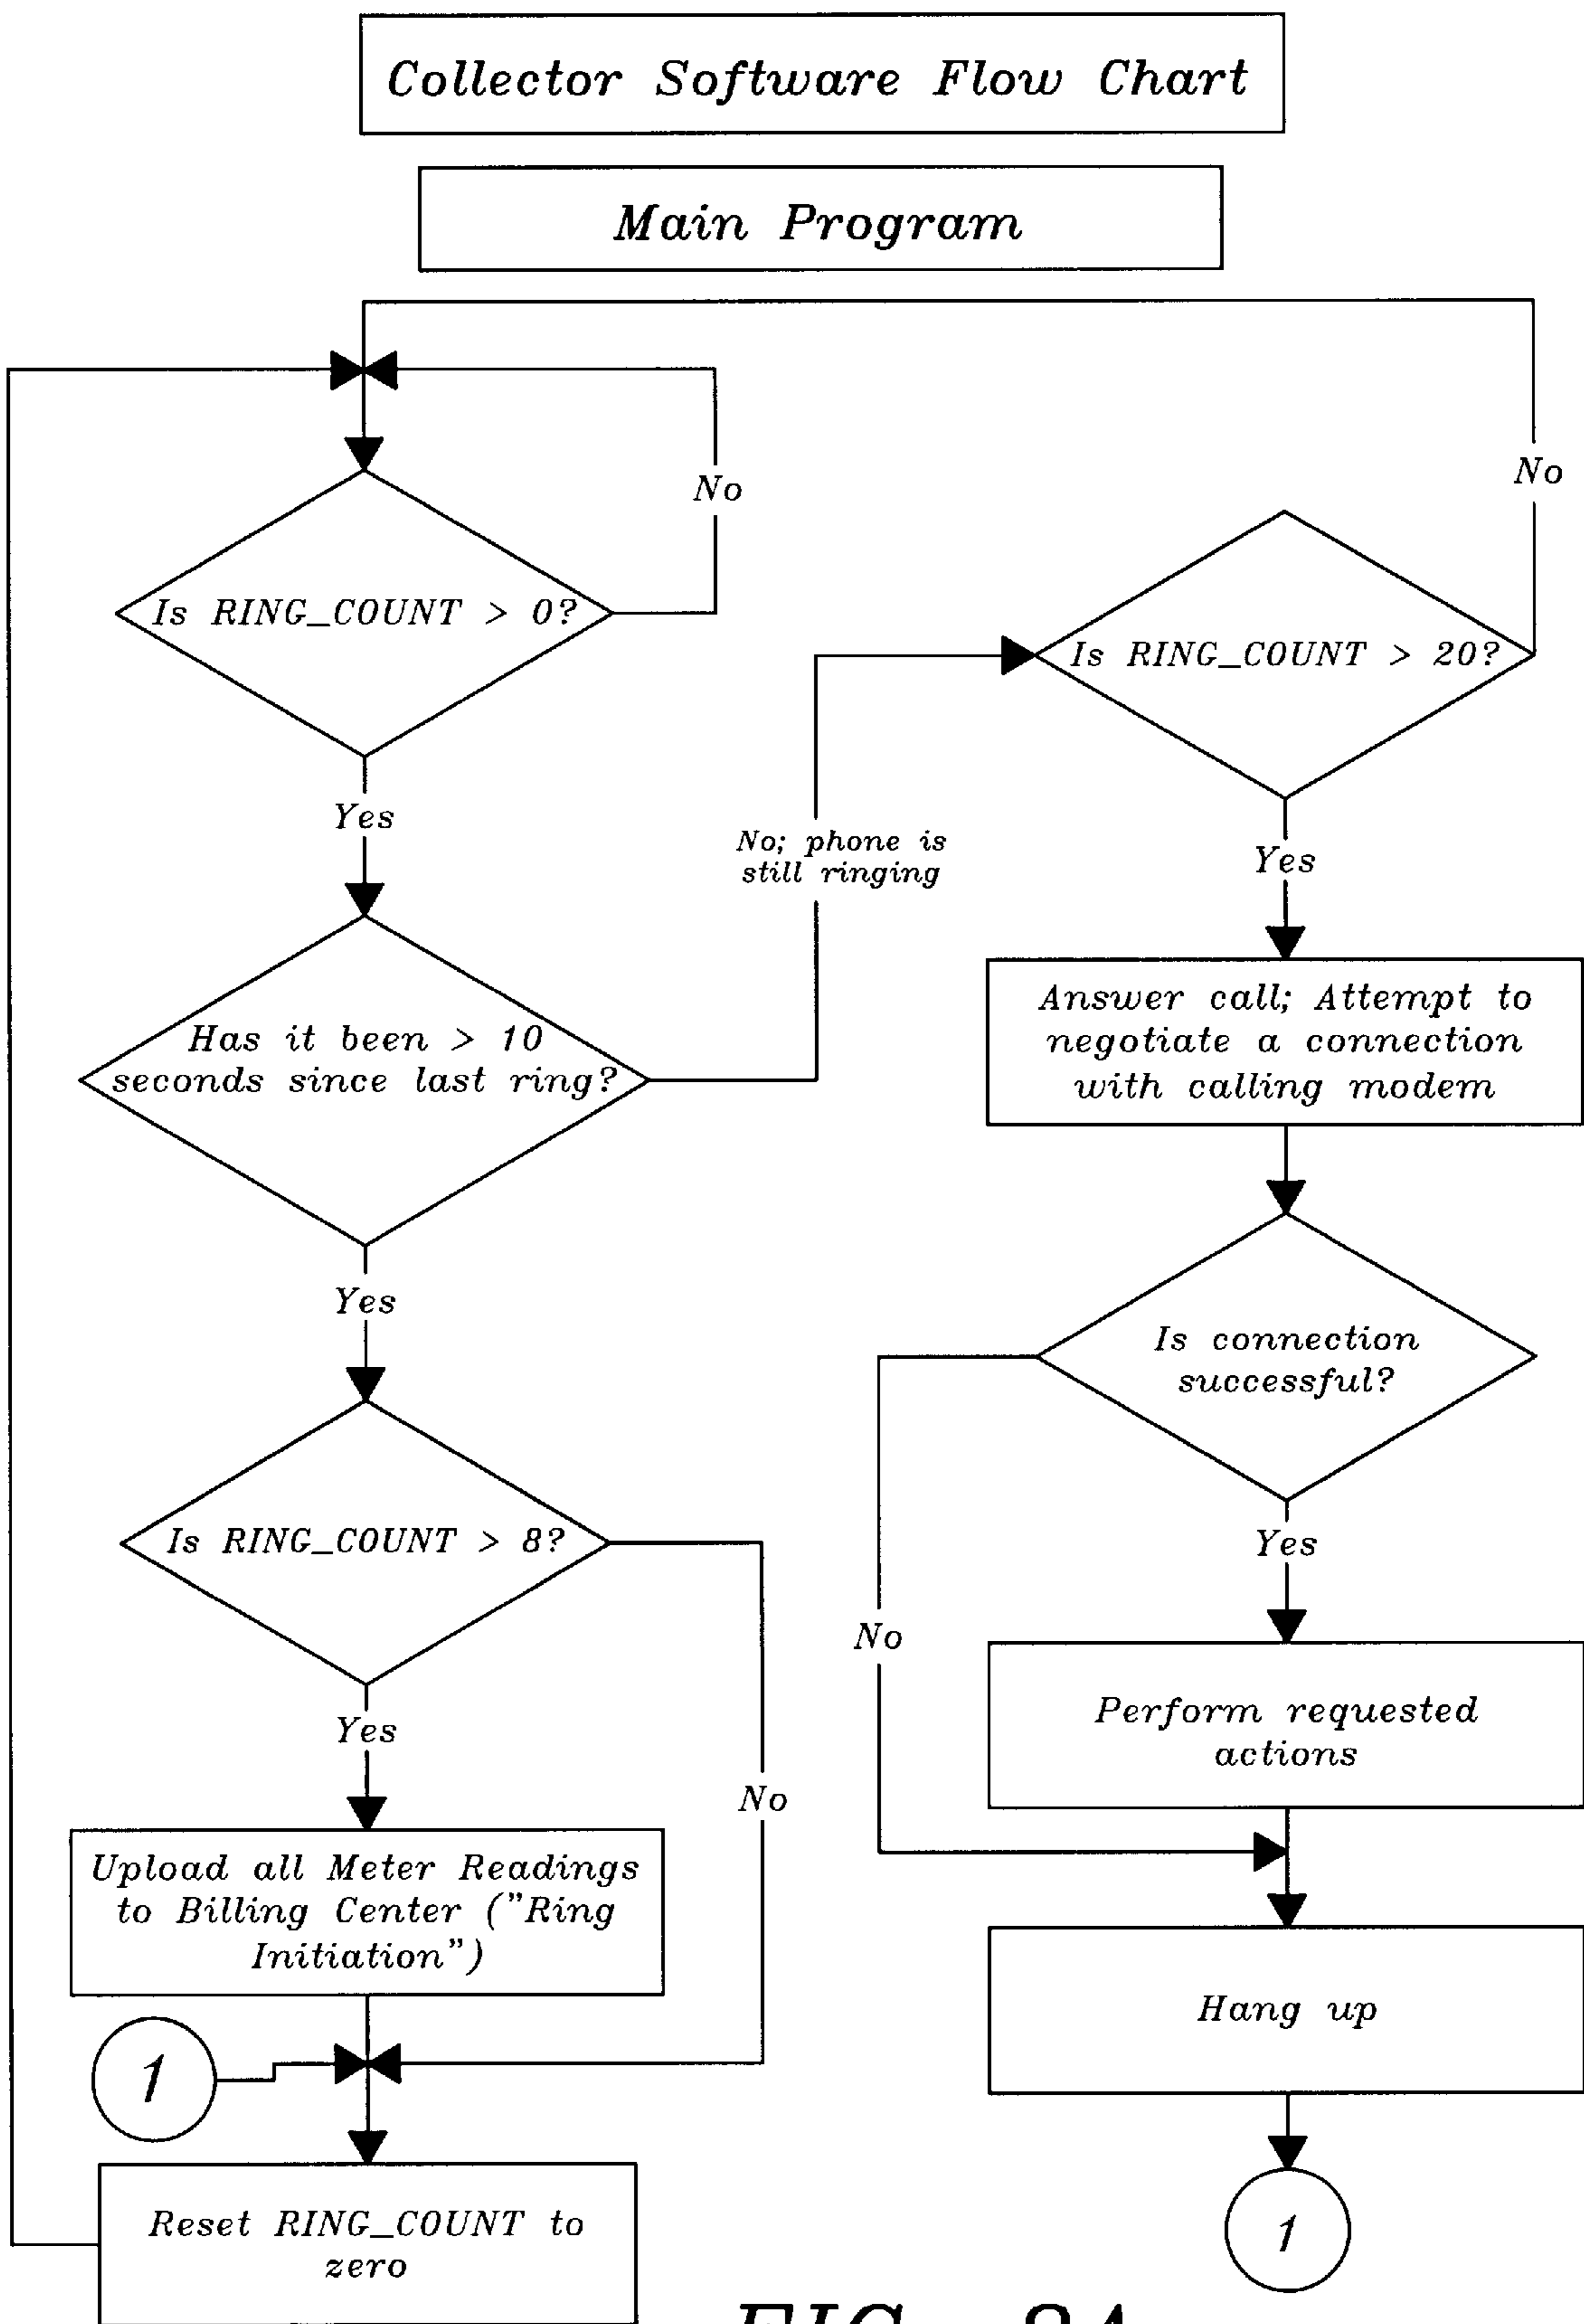 Collector Software Flow Chart
Main Program
No
Is RING_COUNT > 0?
Yes
Has it been > 10
seconds since last ring?
No; phone is
still ringing
Yes
Is RING_COUNT > 8?
Yes
No
Upload all Meter Readings
to Billing Center ("Ring
Initiation")
1
Reset RING_COUNT to
zero
No
Is RING_COUNT > 20?
Yes
Answer call; Attempt to
negotiate a connection
with calling modem
Is connection
successful?
No
Yes
Perform requested
actions
Hang up
1